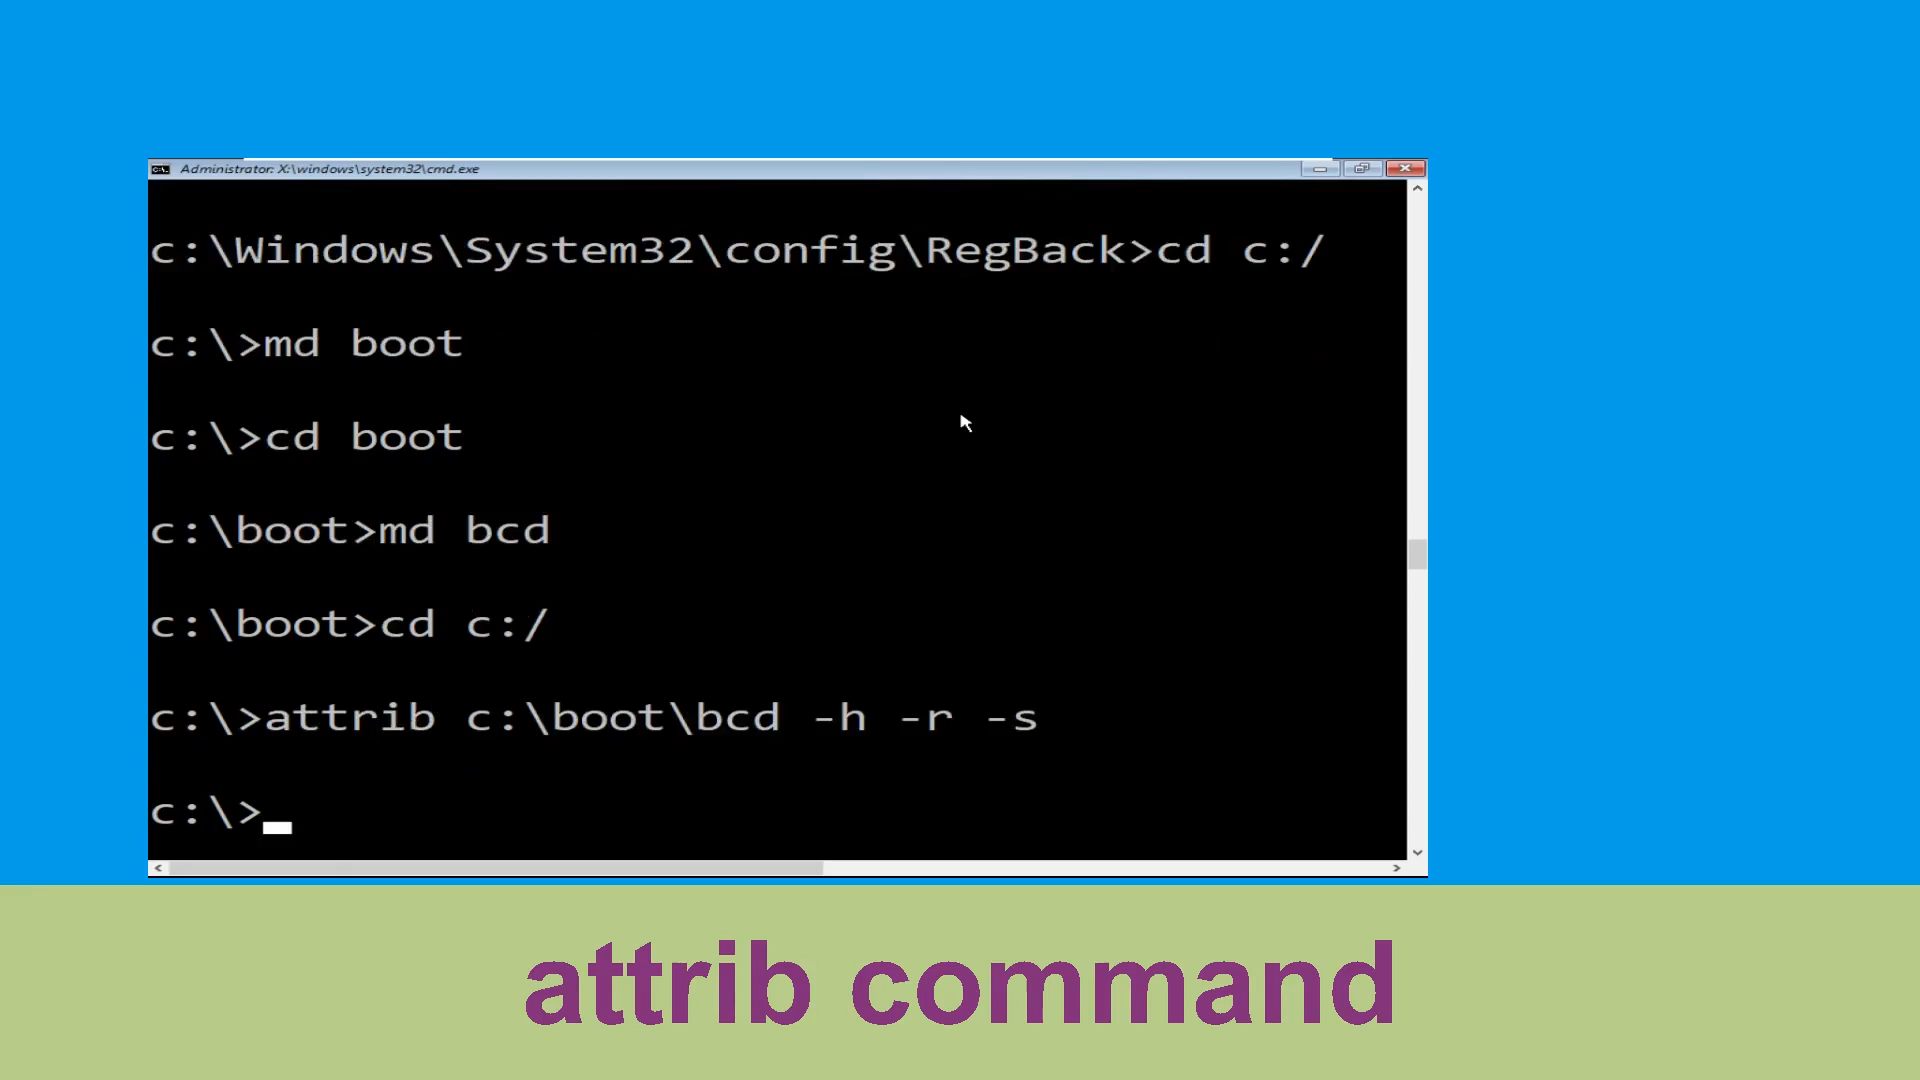 Administrator: X:\windows\system32\cmd.exe
c:\Windows\System32\config\RegBack>cd c:/
c:\>md boot
c:\>cd boot
c:\boot>md bcd
c:\boot>cd c:/
c:\>attrib c:\boot\bcd -h -r -s
c:\>
attrib command